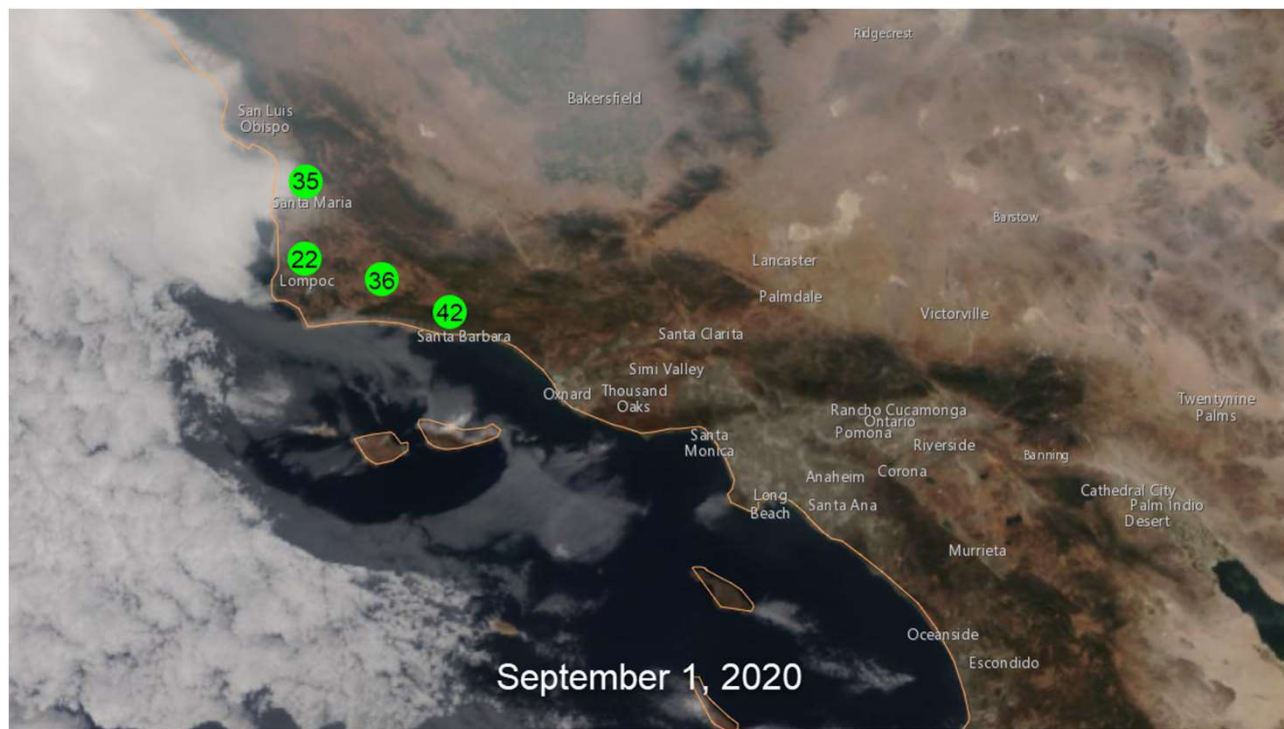 Ridgecrest
Bakersfield
San Luis
Obispo
35
Santa Maria
Barstow
22
Lompoc
36
42
Santa Barbara
Lancaster
Palmdale
Victorville
Santa Clarita
Simi Valley
Oxnard
Thousand
Oaks
Santa
Monica
Rancho Cucamonga
Ontario
Pomona
Riverside
Twentynine
Palms
Banning
Corona
Anaheim
Long
Beach
Santa Ana
Cathedral City
Palm Indio
Desert
Murrieta
Oceanside
Escondido
September 1, 2020